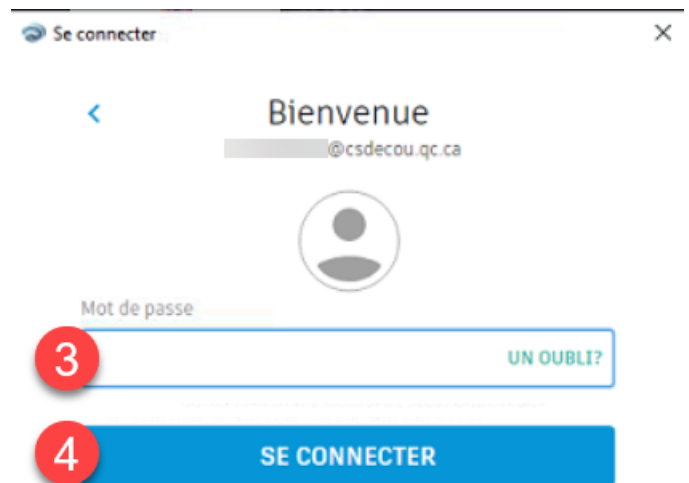 Se connecter
Bienvenue
@csdecou.qc.ca
Mot de passe
3 UN OUBLI?
4 SE CONNECTER